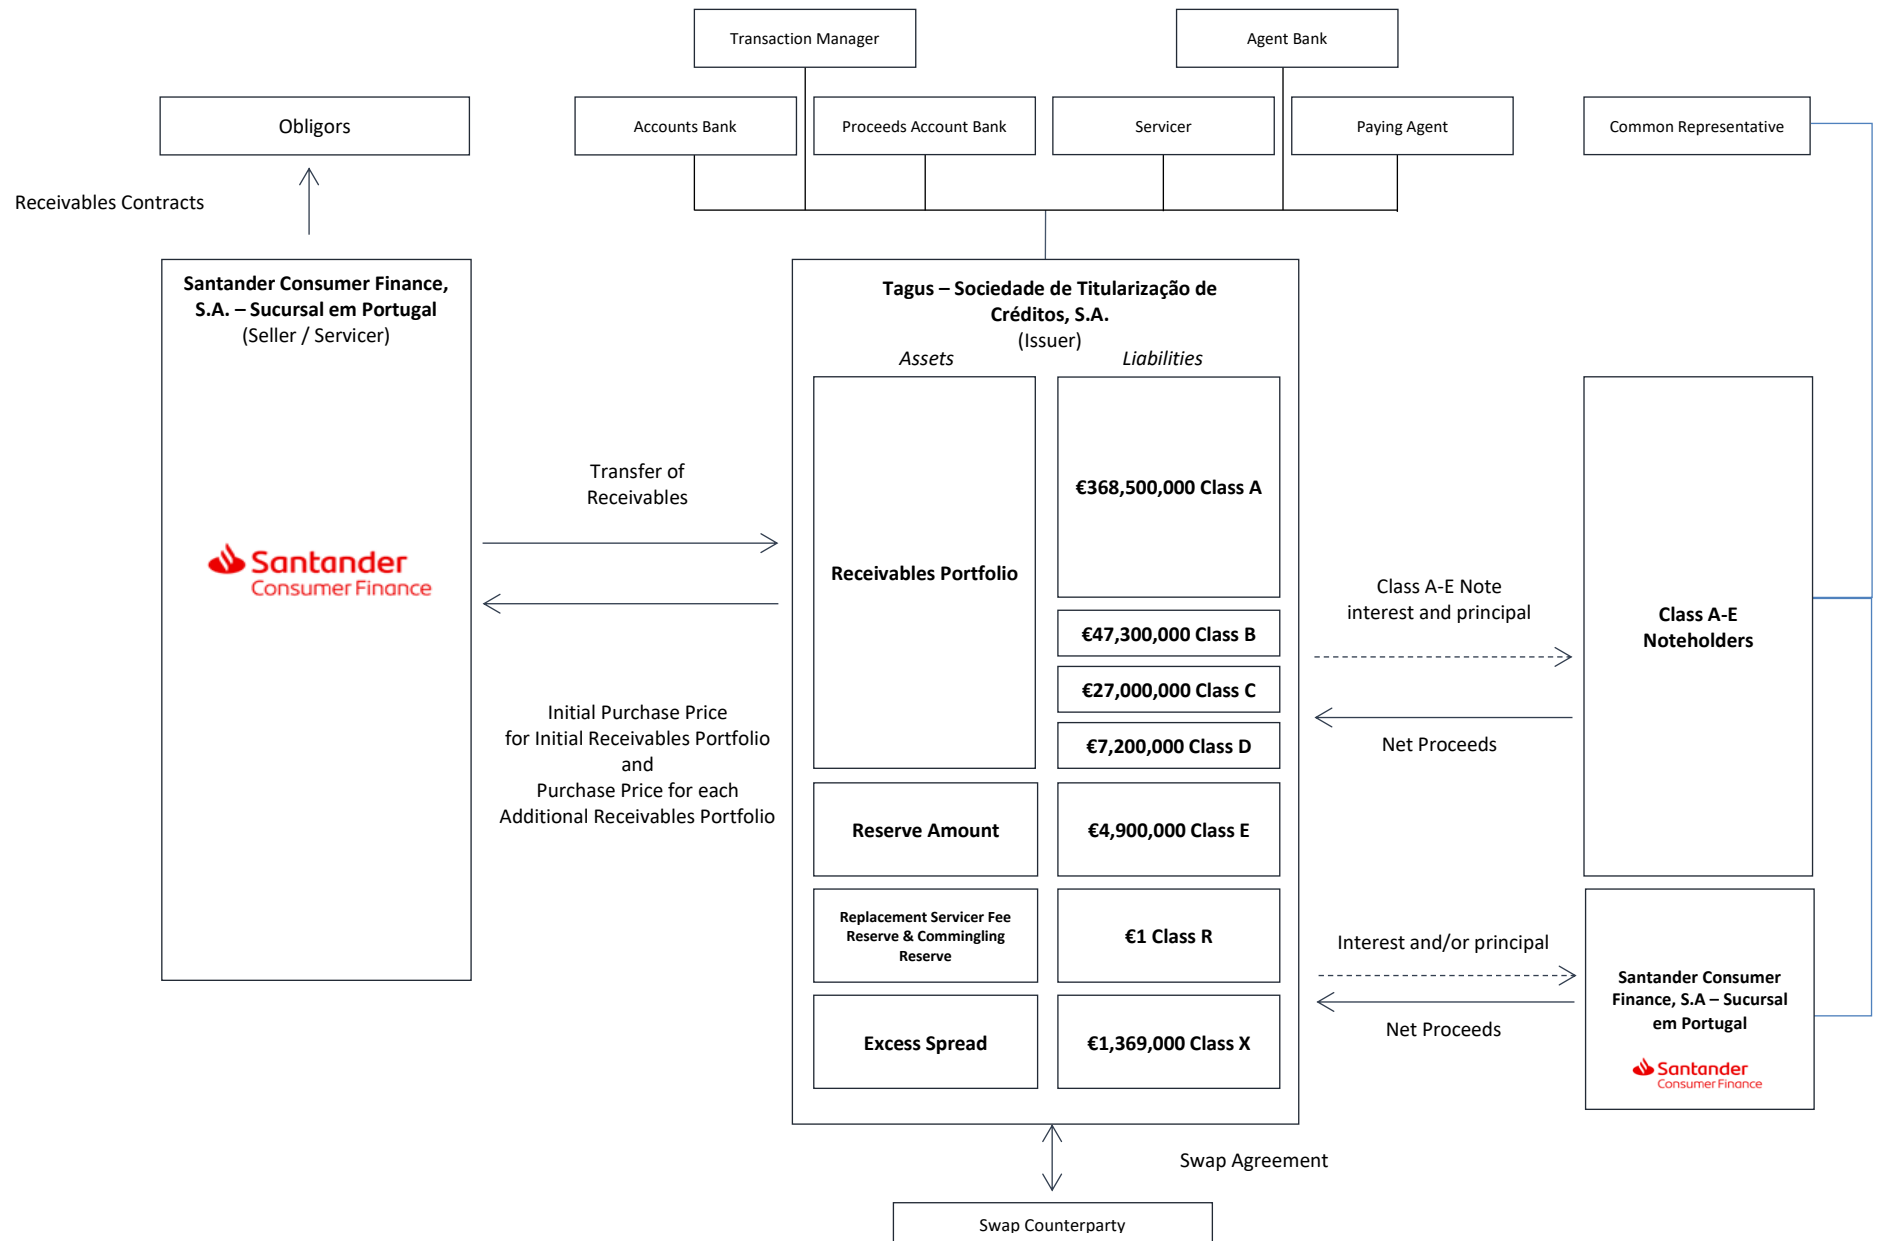 Transaction Manager
Agent Bank
Obligors
Accounts Bank
Proceeds Account Bank
Servicer
Paying Agent
Common Representative
Receivables Contracts
Santander Consumer Finance,
S.A. – Sucursal em Portugal
(Seller / Servicer)
Santander
Consumer Finance
Transfer of
Receivables
Initial Purchase Price
for Initial Receivables Portfolio
and
Purchase Price for each
Additional Receivables Portfolio
Tagus – Sociedade de Titularização de
Créditos, S.A.
(Issuer)
Assets
Liabilities
Receivables Portfolio
€368,500,000 Class A
€47,300,000 Class B
€27,000,000 Class C
€7,200,000 Class D
Reserve Amount
€4,900,000 Class E
Replacement Servicer Fee
Reserve & Commingling
Reserve
€1 Class R
Excess Spread
€1,369,000 Class X
Class A-E Note
interest and principal
Net Proceeds
Class A-E
Noteholders
Interest and/or principal
Net Proceeds
Santander Consumer
Finance, S.A – Sucursal
em Portugal
Santander
Consumer Finance
Swap Agreement
Swap Counterparty